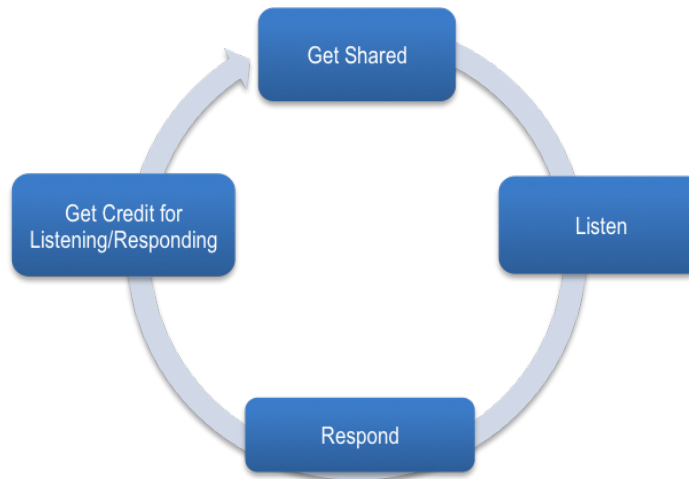 Get Shared
Listen
Respond
Get Credit for
Listening/Responding